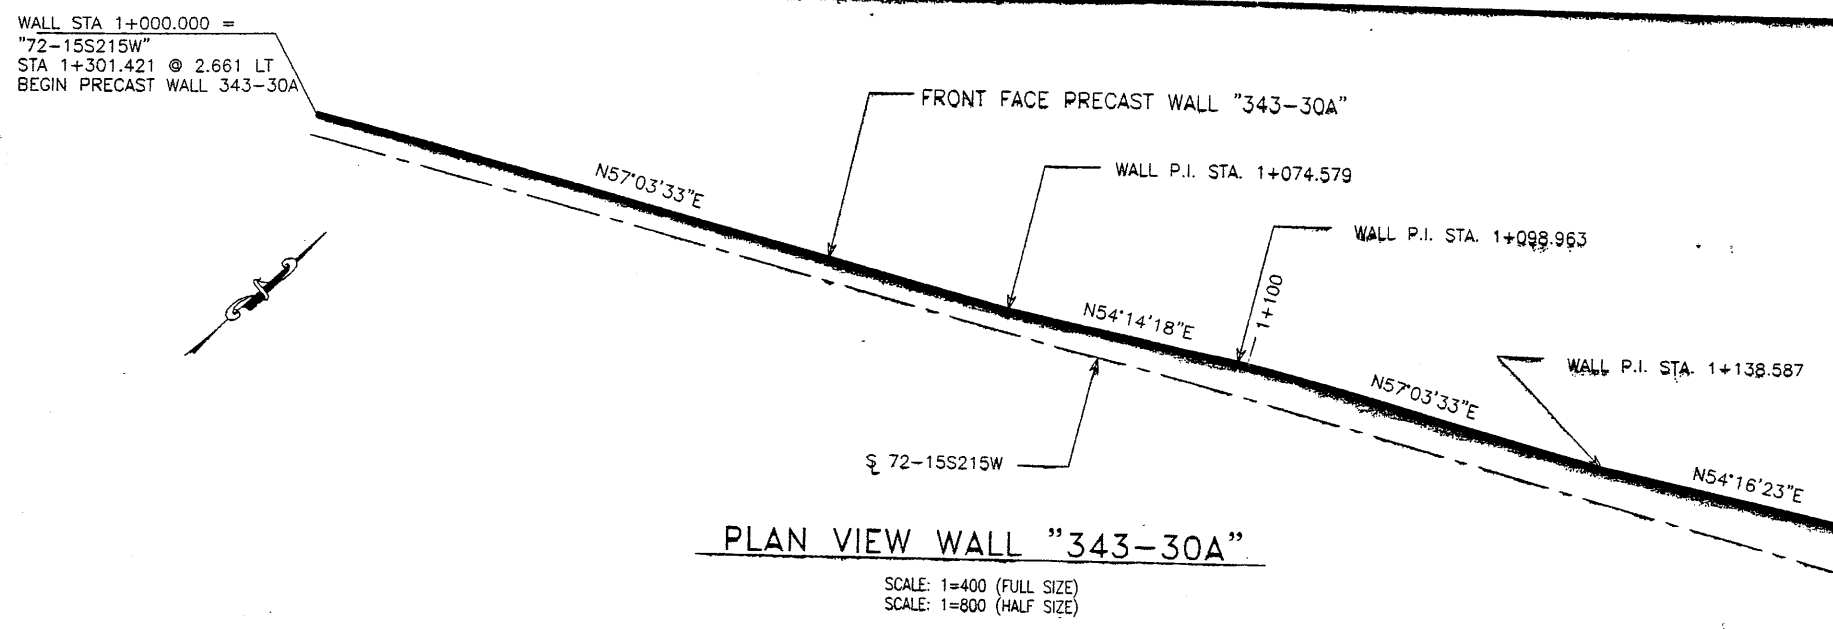 WALL STA 1+000.000 =
"72-15S215W"
STA 1+301.421 @ 2.661 LT
BEGIN PRECAST WALL 343-30A
FRONT FACE PRECAST WALL "343-30A"
WALL P.I. STA. 1+074.579
WALL P.I. STA. 1+098.963
WALL P.I. STA. 1+138.587
N57°03'33"E
N54°14'18"E
1+100
N57°03'33"E
N54°16'23"E
72-15S215W
PLAN VIEW WALL "343-30A"
SCALE: 1=400 (FULL SIZE)
SCALE: 1=800 (HALF SIZE)